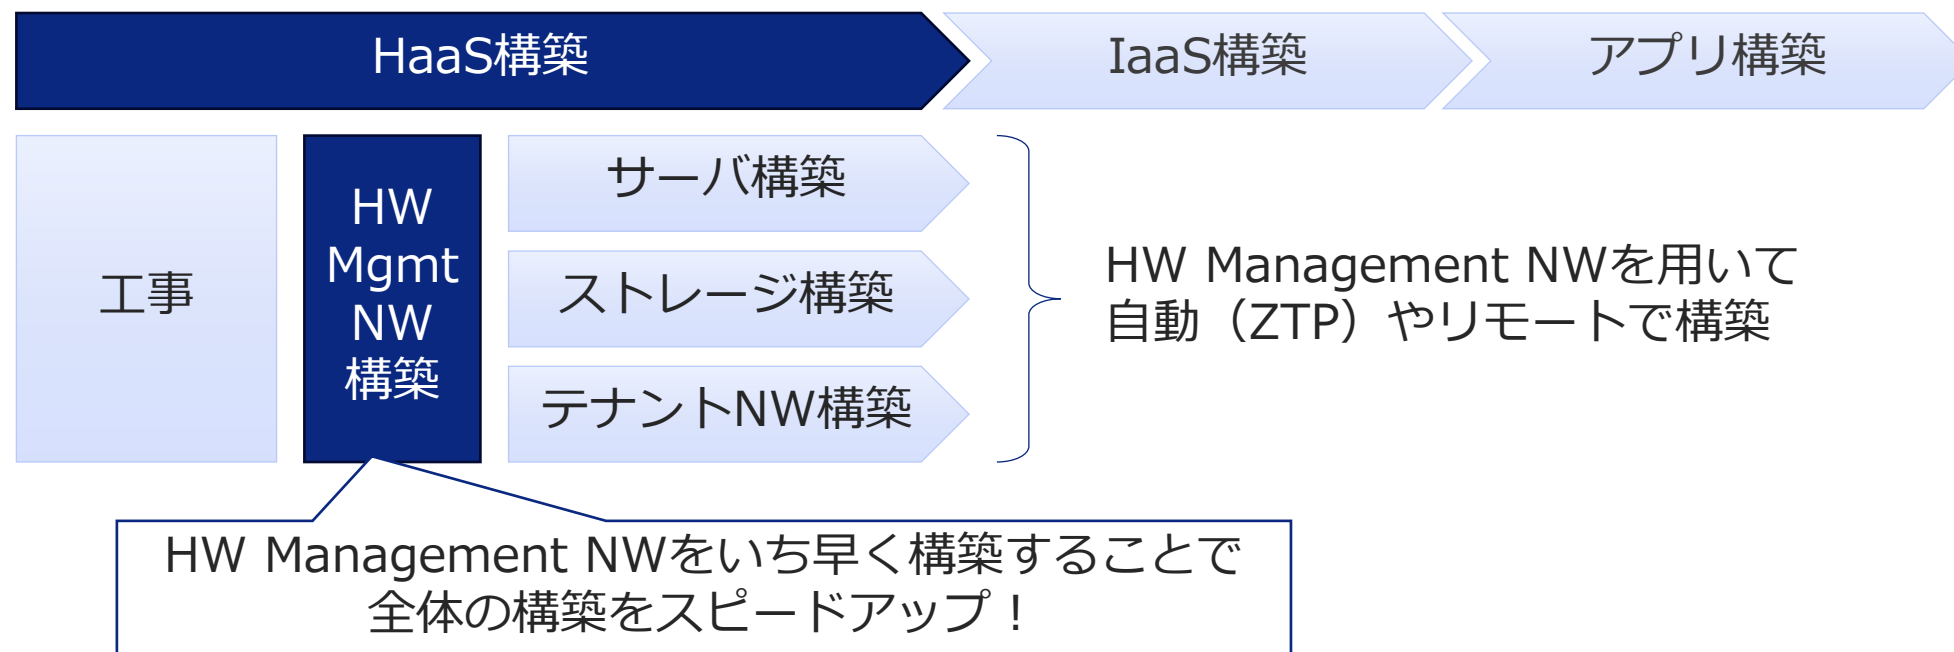 HaaS構築
IaaS構築
アプリ構築
工事
HW
Mgmt
NW
構築
サーバ構築
ストレージ構築
テナントNW構築
HW Management NWを用いて
自動（ZTP）やリモートで構築
HW Management NWをいち早く構築することで
全体の構築をスピードアップ！